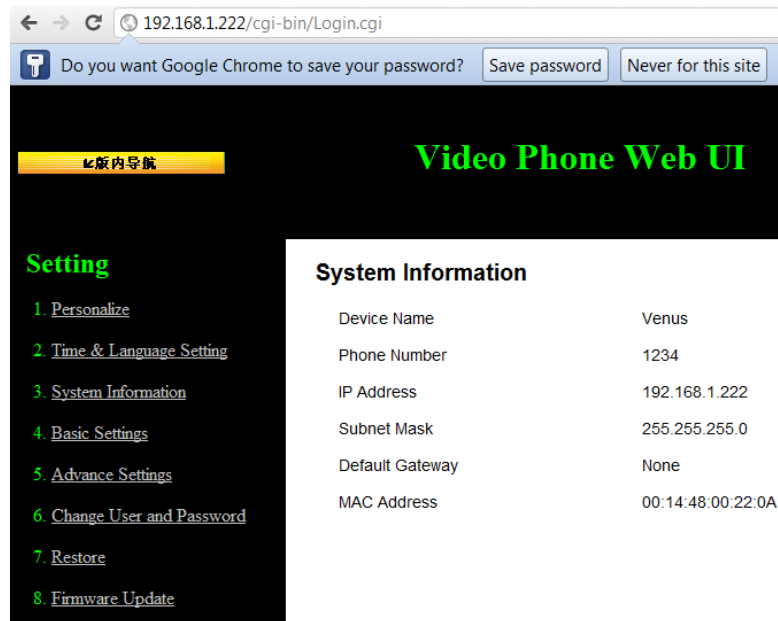 192.168.1.222/cgi-bin/Login.cgi
Do you want Google Chrome to save your password? Save password Never for this site
版内导航
Video Phone Web UI
Setting
1. Personalize
2. Time & Language Setting
3. System Information
4. Basic Settings
5. Advance Settings
6. Change User and Password
7. Restore
8. Firmware Update
System Information
Device Name Venus
Phone Number 1234
IP Address 192.168.1.222
Subnet Mask 255.255.255.0
Default Gateway None
MAC Address 00:14:48:00:22:0A